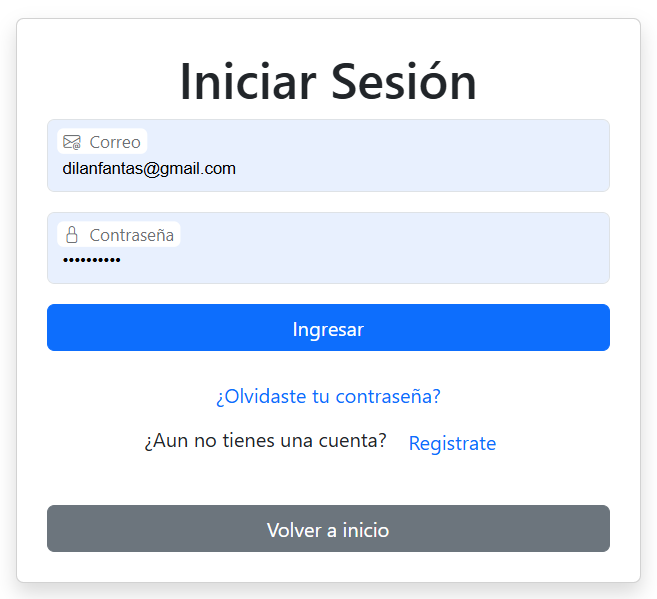 Iniciar Sesión
Correo
dilanfantas@gmail.com
Contraseña
••••••••••
Ingresar
¿Olvidaste tu contraseña?
¿Aun no tienes una cuenta? Registrate
Volver a inicio